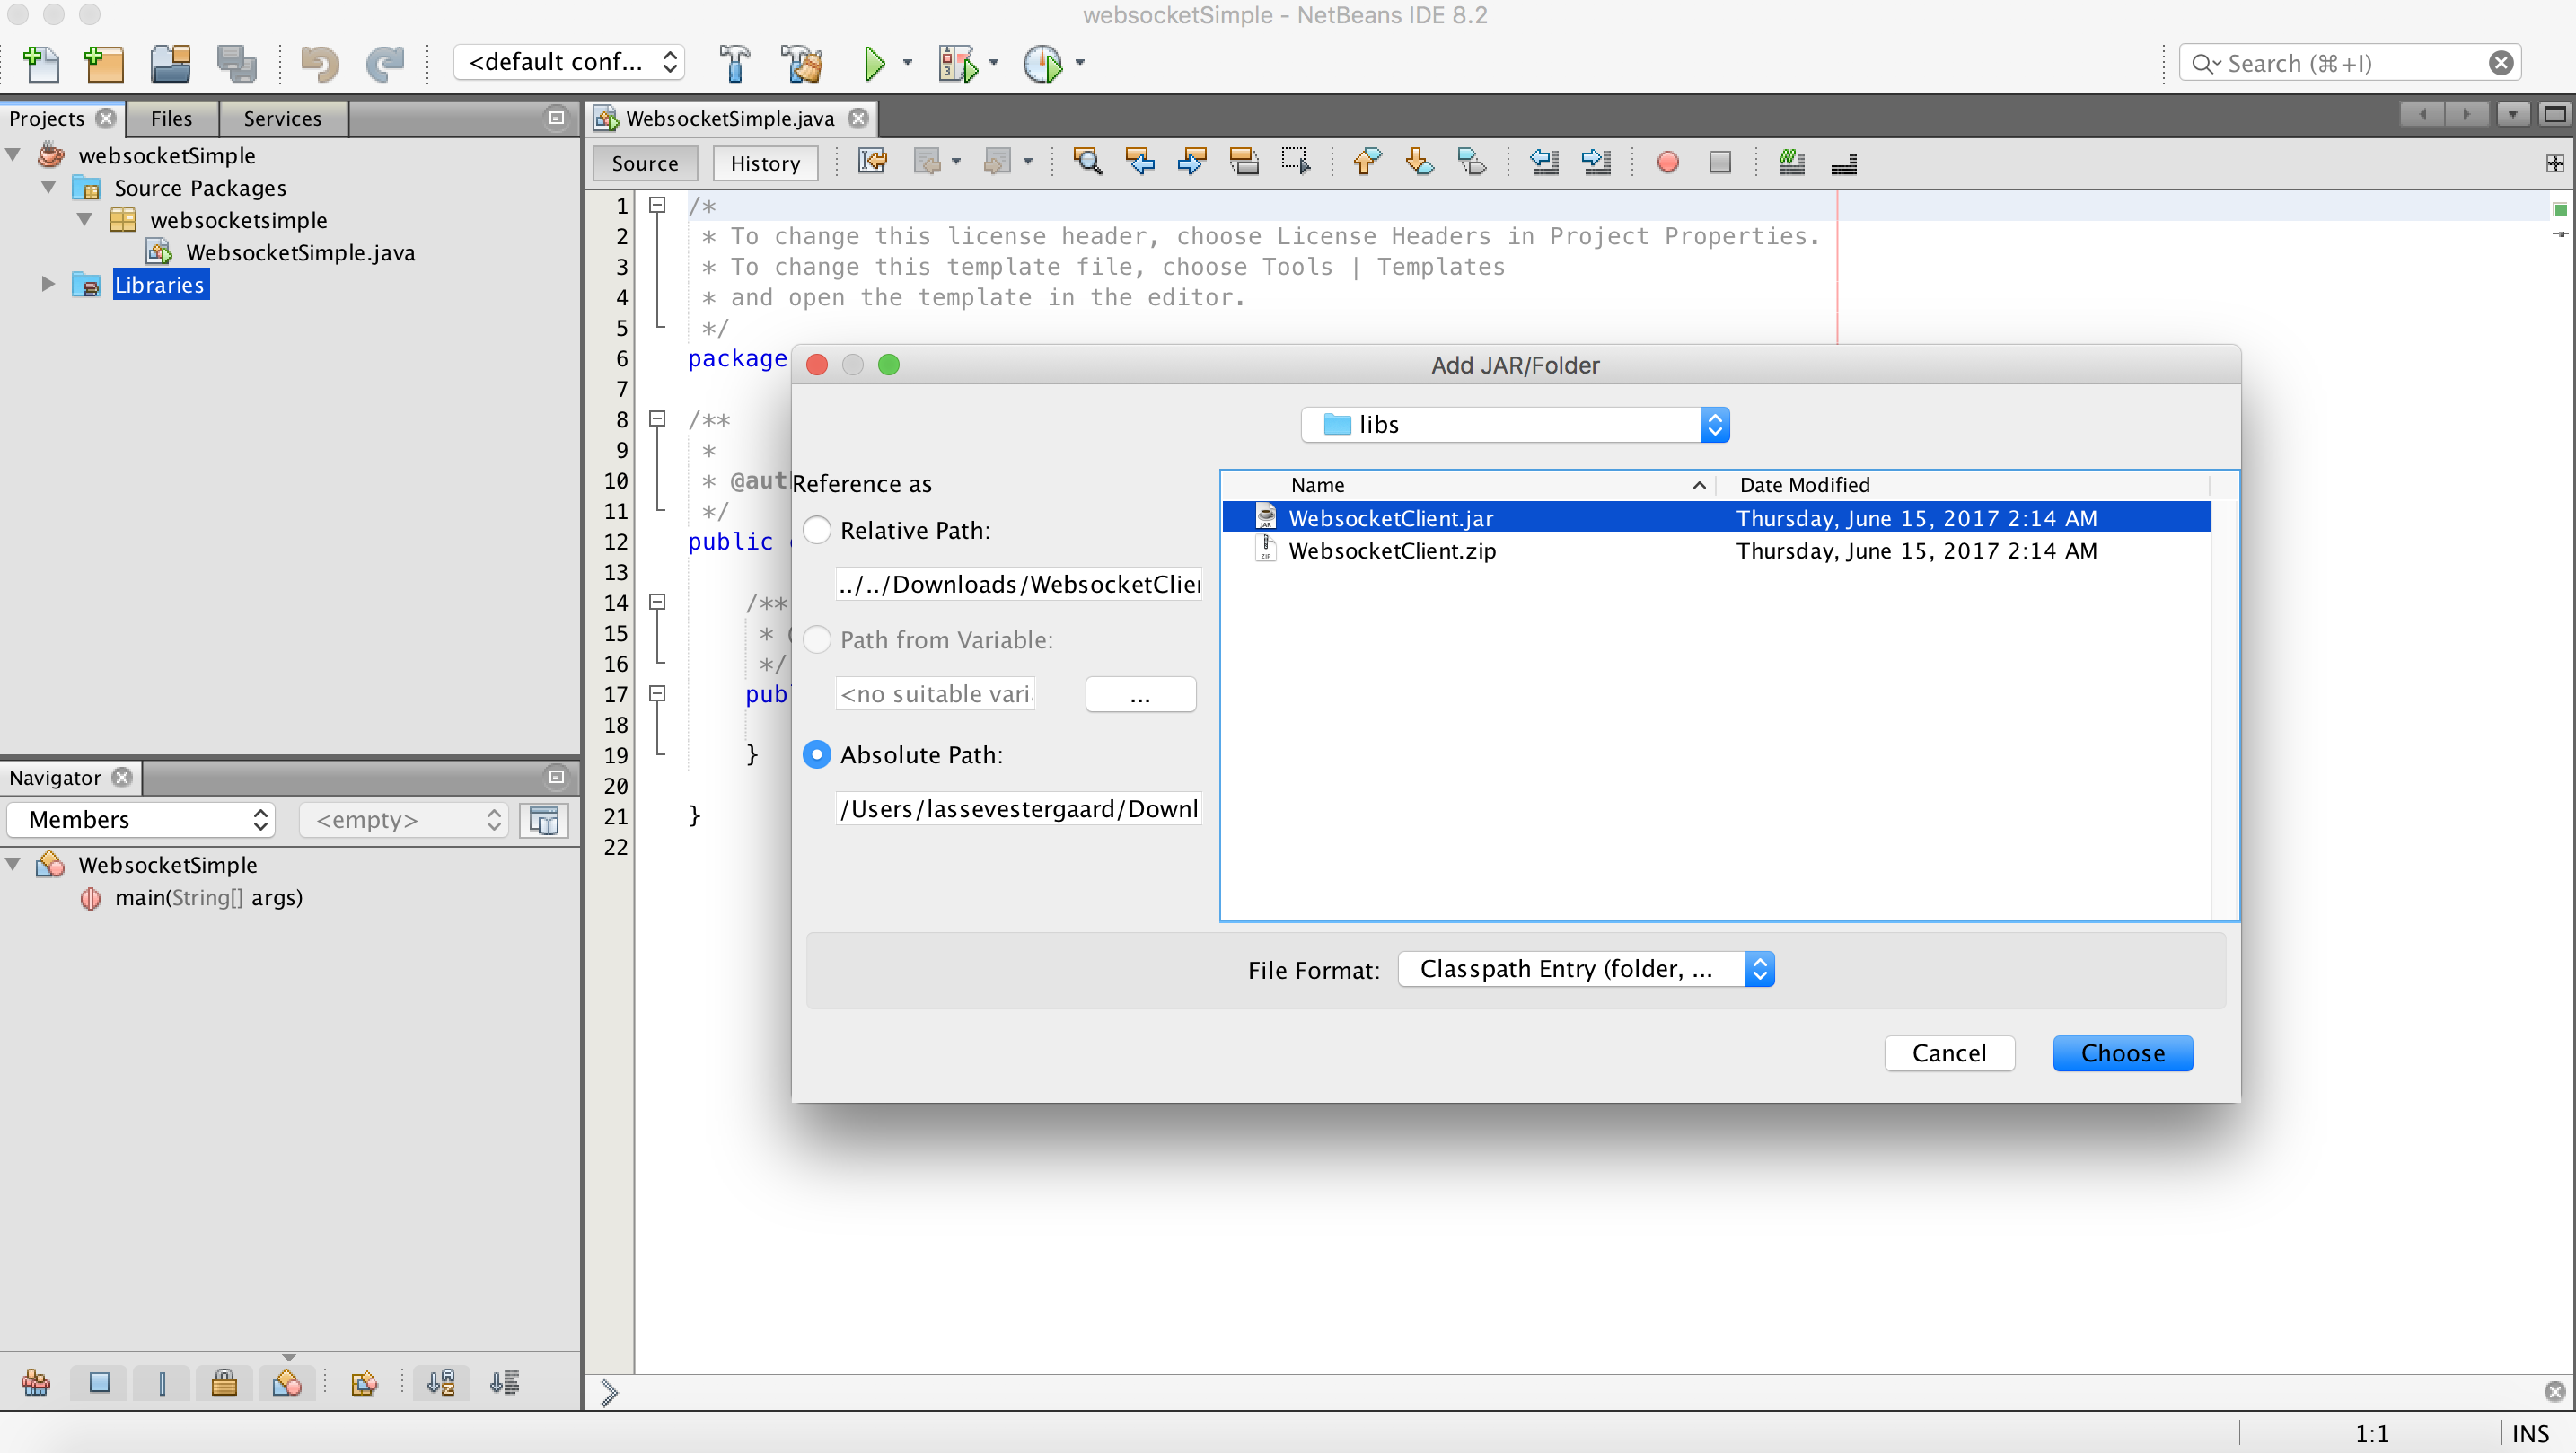 websocketSimple - NetBeans IDE 8.2
<default conf...
Search (⌘+I)
Projects
Files
Services
websocketSimple
Source Packages
websocketsimple
WebsocketSimple.java
Libraries
WebsocketSimple.java
Source
History
1 /*
2 * To change this license header, choose License Headers in Project Properties.
3 * To change this template file, choose Tools | Templates
4 * and open the template in the editor.
5 */
6 package
7
8 /**
9 *
10 * @aut
11 */
12 public
13
14 /**
15 *
16 */
17 pub
18
19 }
20
21 }
22
Add JAR/Folder
libs
Reference as
Relative Path:
../../Downloads/WebsocketClie
Path from Variable:
<no suitable vari
...
Absolute Path:
/Users/lassevestergaard/Downl
Name
Date Modified
WebsocketClient.jar
Thursday, June 15, 2017 2:14 AM
WebsocketClient.zip
Thursday, June 15, 2017 2:14 AM
File Format:
Classpath Entry (folder, ...
Cancel
Choose
Navigator
Members
<empty>
WebsocketSimple
main(String[] args)
1:1
INS